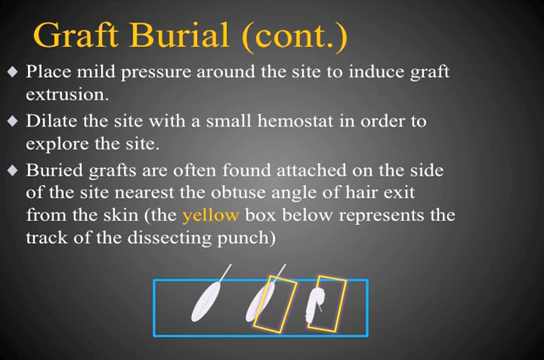 Graft Burial (cont.)
♦ Place mild pressure around the site to induce graft
extrusion.
♦ Dilate the site with a small hemostat in order to
explore the site.
♦ Buried grafts are often found attached on the side
of the site nearest the obtuse angle of hair exit
from the skin (the yellow box below represents the
track of the dissecting punch)